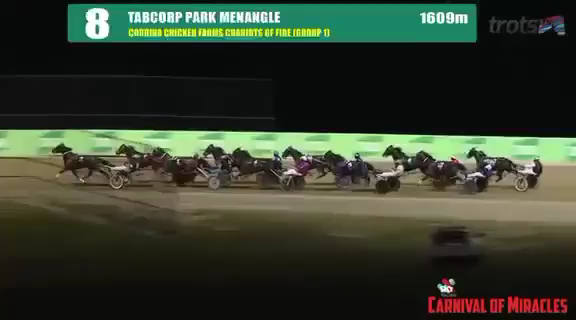 8
TABCORP PARK MENANGLE
1609m
CORDINA CHICKEN FARMS CHARIOTS OF FIRE (GROUP 1)
trots
CARNIVAL OF MIRACLES